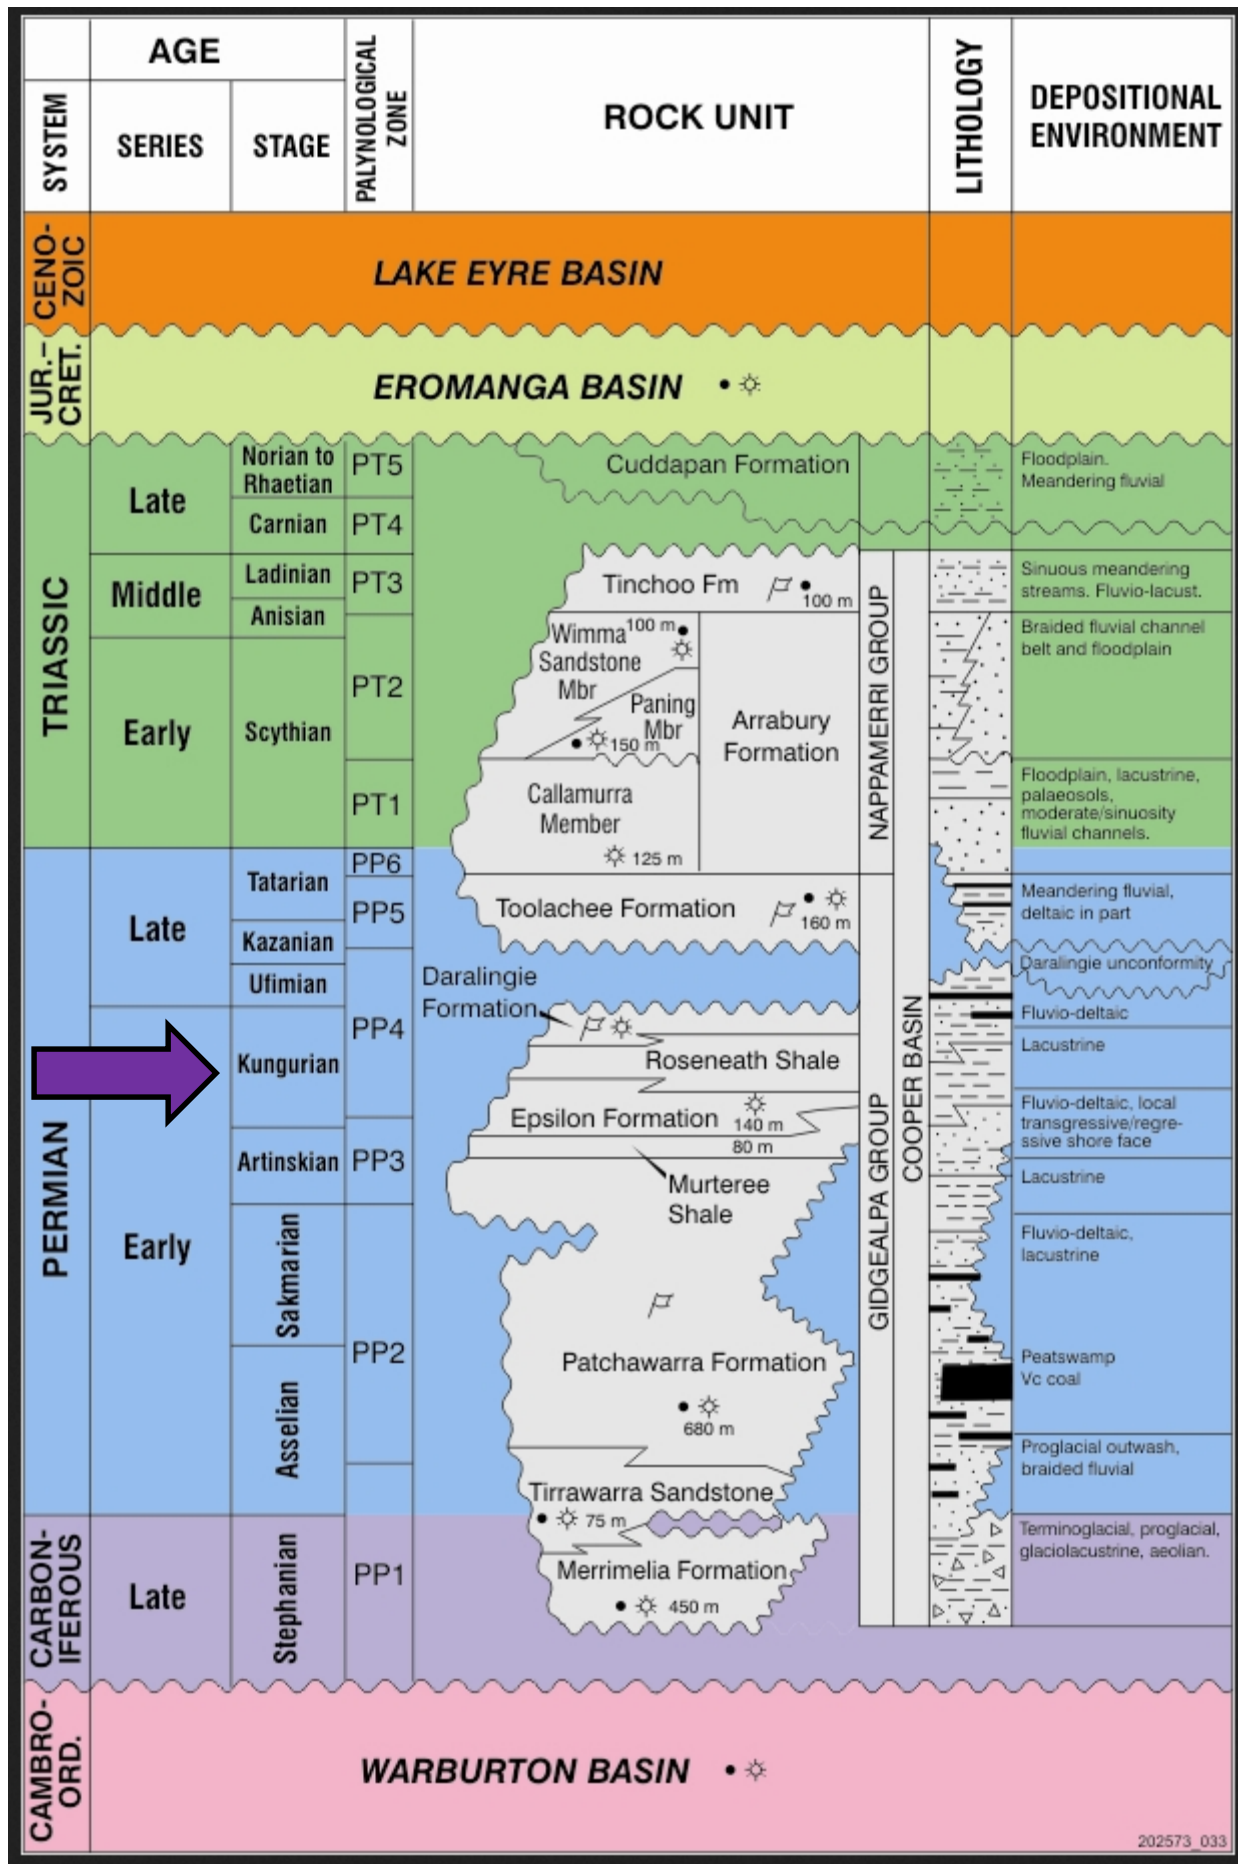 AGE
SYSTEM
SERIES
STAGE
PALYNOLOGICAL
ZONE
ROCK UNIT
LITHOLOGY
DEPOSITIONAL
ENVIRONMENT
CENO-
ZOIC
LAKE EYRE BASIN
JUR.–
CRET.
EROMANGA BASIN
TRIASSIC
Late
Norian to
Rhaetian
PT5
Cuddapan Formation
Floodplain.
Meandering fluvial
Carnian
PT4
Middle
Ladinian
PT3
Anisian
Tinchoo Fm
100 m
Sinuous meandering
streams. Fluvio-lacust.
Early
Scythian
PT2
Wimma
100 m
Sandstone
Mbr
Paning
Mbr
150 m
Arrabury
Formation
NAPPAMERRI GROUP
Braided fluvial channel
belt and floodplain
PT1
Callamurra
Member
125 m
Floodplain, lacustrine,
palaeosols,
moderate/sinuosity
fluvial channels.
PERMIAN
Late
Tatarian
PP6
PP5
Toolachee Formation
160 m
Meandering fluvial,
deltaic in part
Kazanian
Ufimian
Daralingie unconformity
PP4
Daralingie
Formation
Fluvio-deltaic
Kungurian
Roseneath Shale
Lacustrine
Epsilon Formation
140 m
80 m
Fluvio-deltaic, local
transgressive/regre-
ssive shore face
Early
Artinskian
PP3
Murteree
Shale
Lacustrine
GIDGEALPA GROUP
COOPER BASIN
Sakmarian
PP2
Fluvio-deltaic,
lacustrine
Asselian
Patchawarra Formation
680 m
Peatswamp
Vc coal
Tirrawarra Sandstone
75 m
Proglacial outwash,
braided fluvial
CARBON-
IFEROUS
Late
Stephanian
PP1
Merrimelia Formation
450 m
Terminoglacial, proglacial,
glaciolacustrine, aeolian.
CAMBRO-
ORD.
WARBURTON BASIN
202573_033